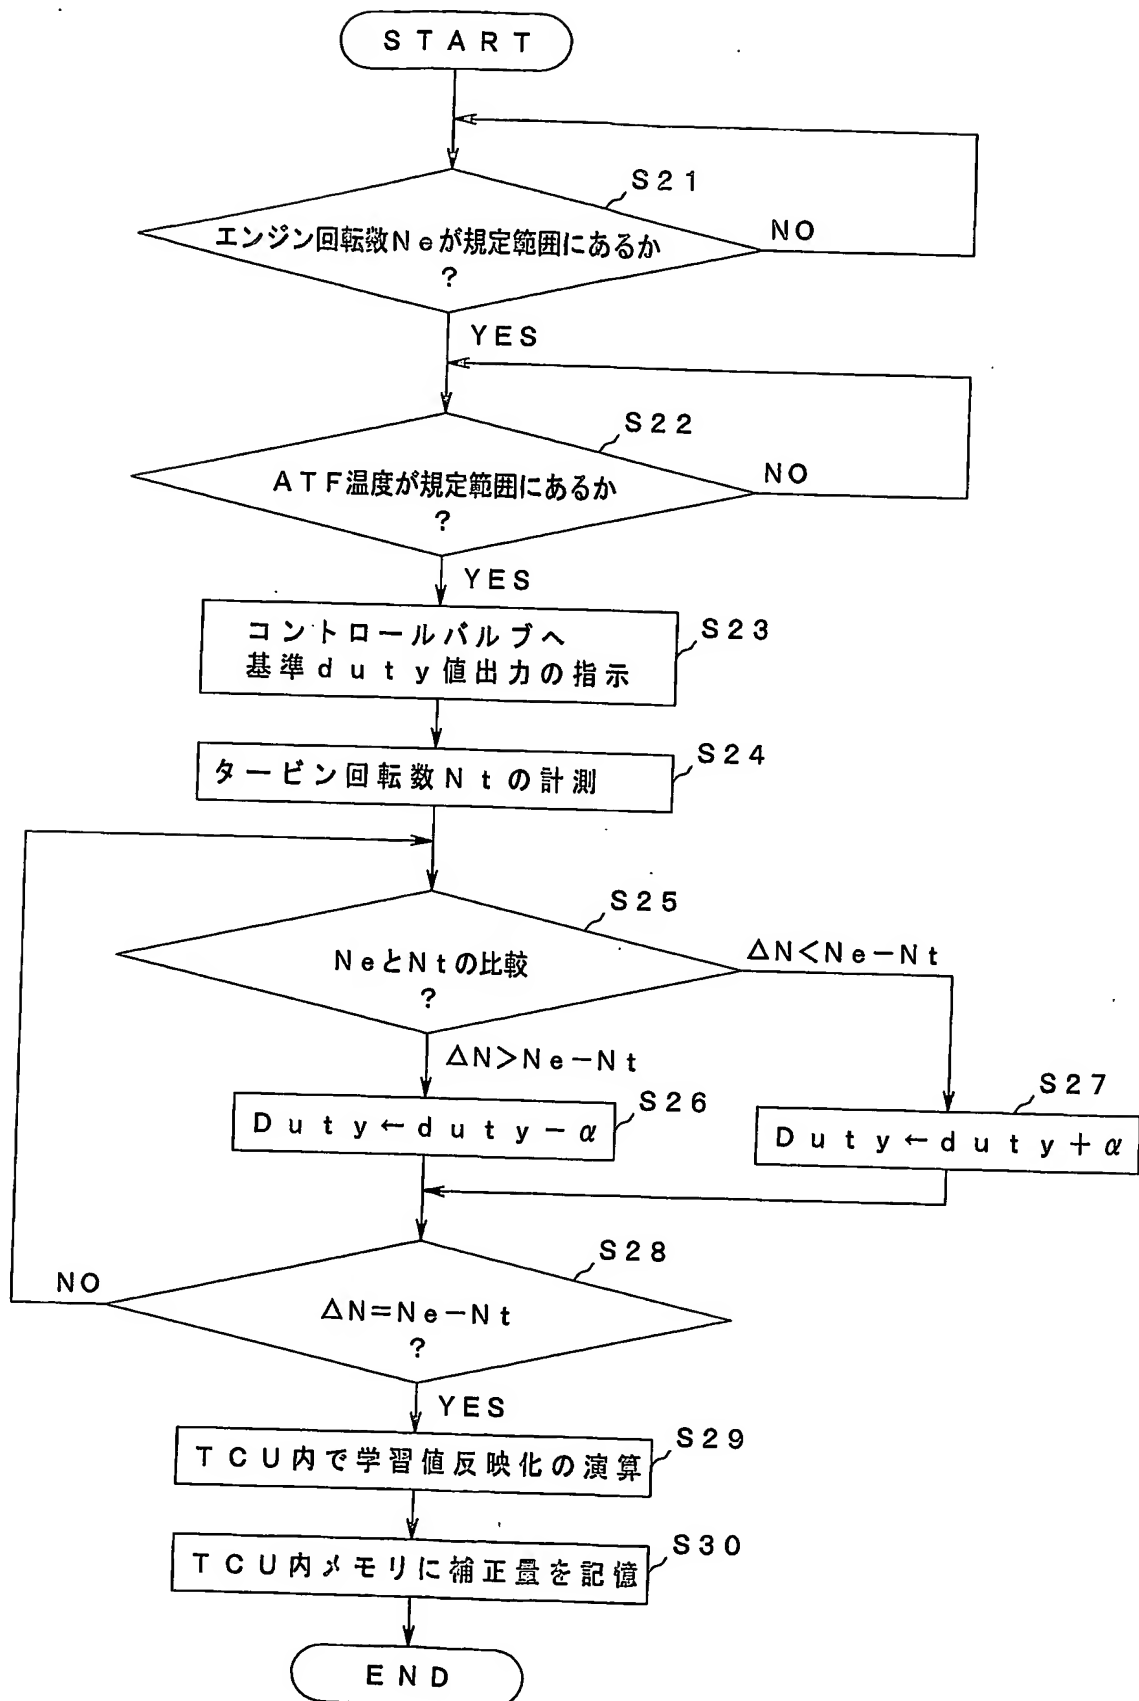 START
S21
エンジン回転数Neが規定範囲にあるか
?
NO
YES
S22
ATF温度が規定範囲にあるか
?
NO
YES
S23
コントロールバルブへ
基準duty値出力の指示
S24
タービン回転数Ntの計測
S25
NeとNtの比較
?
△N<Ne-Nt
△N>Ne-Nt
S26
Duty←duty-α
S27
Duty←duty+α
S28
△N=Ne-Nt
?
NO
YES
S29
TCU内で学習値反映化の演算
S30
TCU内メモリに補正量を記憶
END